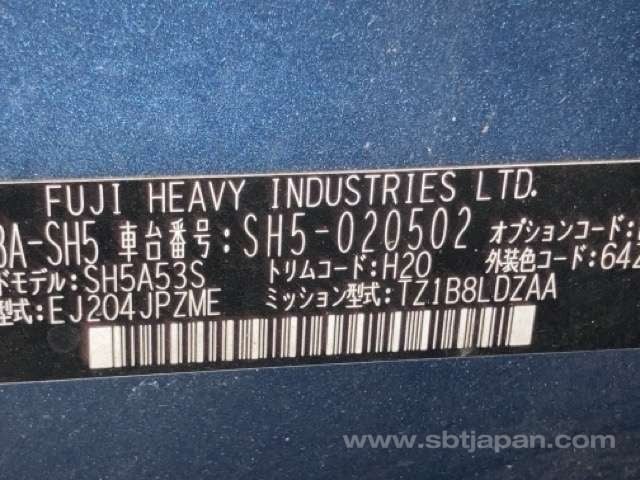 FUJI HEAVY INDUSTRIES LTD.
BA-SH5 車台番号:SH5-020502 オプションコード:
ドモデル:SH5A53S トリムコード:H20 外装色コード:64Z
型式:EJ204JPZME ミッション型式:TZ1B8LDZAA
www.sbtjapan.com